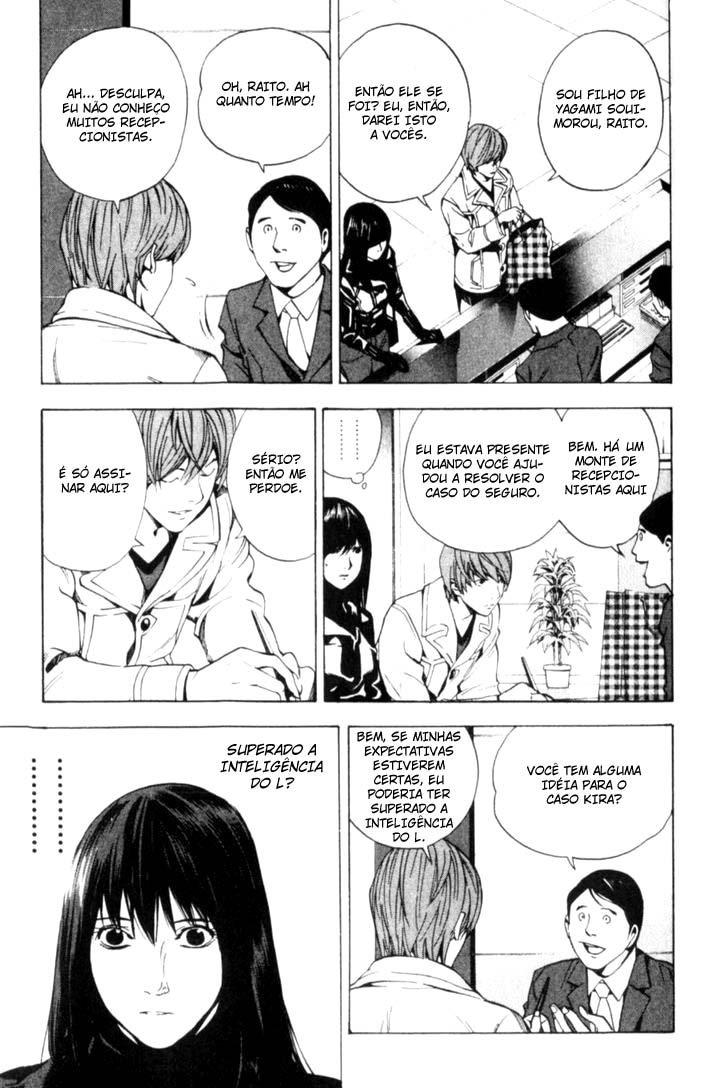 SOU FILHO DE
YAGAMI SOUI-
MOROU, RAITO.
ENTÃO ELE SE
FOI? EU, ENTÃO,
DAREI ISTO
A VOCÊS.
OH, RAITO. AH
QUANTO TEMPO!
AH... DESCULPA,
EU NÃO CONHEÇO
MUITOS RECEP-
CIONISTAS.
BEM. HÁ UM
MONTE DE
RECEPCIO-
NISTAS AQUI
EU ESTAVA PRESENTE
QUANDO VOCÊ AJU-
DOU A RESOLVER O
CASO DO SEGURO.
SÉRIO?
ENTÃO ME
PERDOE.
É SÓ ASSI-
NAR AQUI?
VOCÊ TEM ALGUMA
IDÉIA PARA O
CASO KIRA?
BEM, SE MINHAS
EXPECTATIVAS
ESTIVEREM
CERTAS, EU
PODERIA TER
SUPERADO A
INTELIGÊNCIA
DO L.
SUPERADO A
INTELIGÊNCIA
DO L?